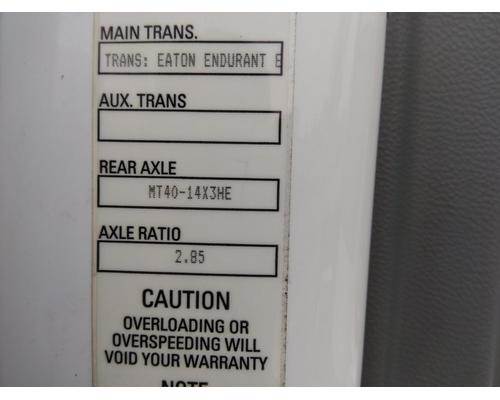 MAIN TRANS.
TRANS: EATON ENDURANT
AUX. TRANS
REAR AXLE
MT40-14X3HE
AXLE RATIO
2.85
CAUTION
OVERLOADING OR
OVERSPEEDING WILL
VOID YOUR WARRANTY
NOTE